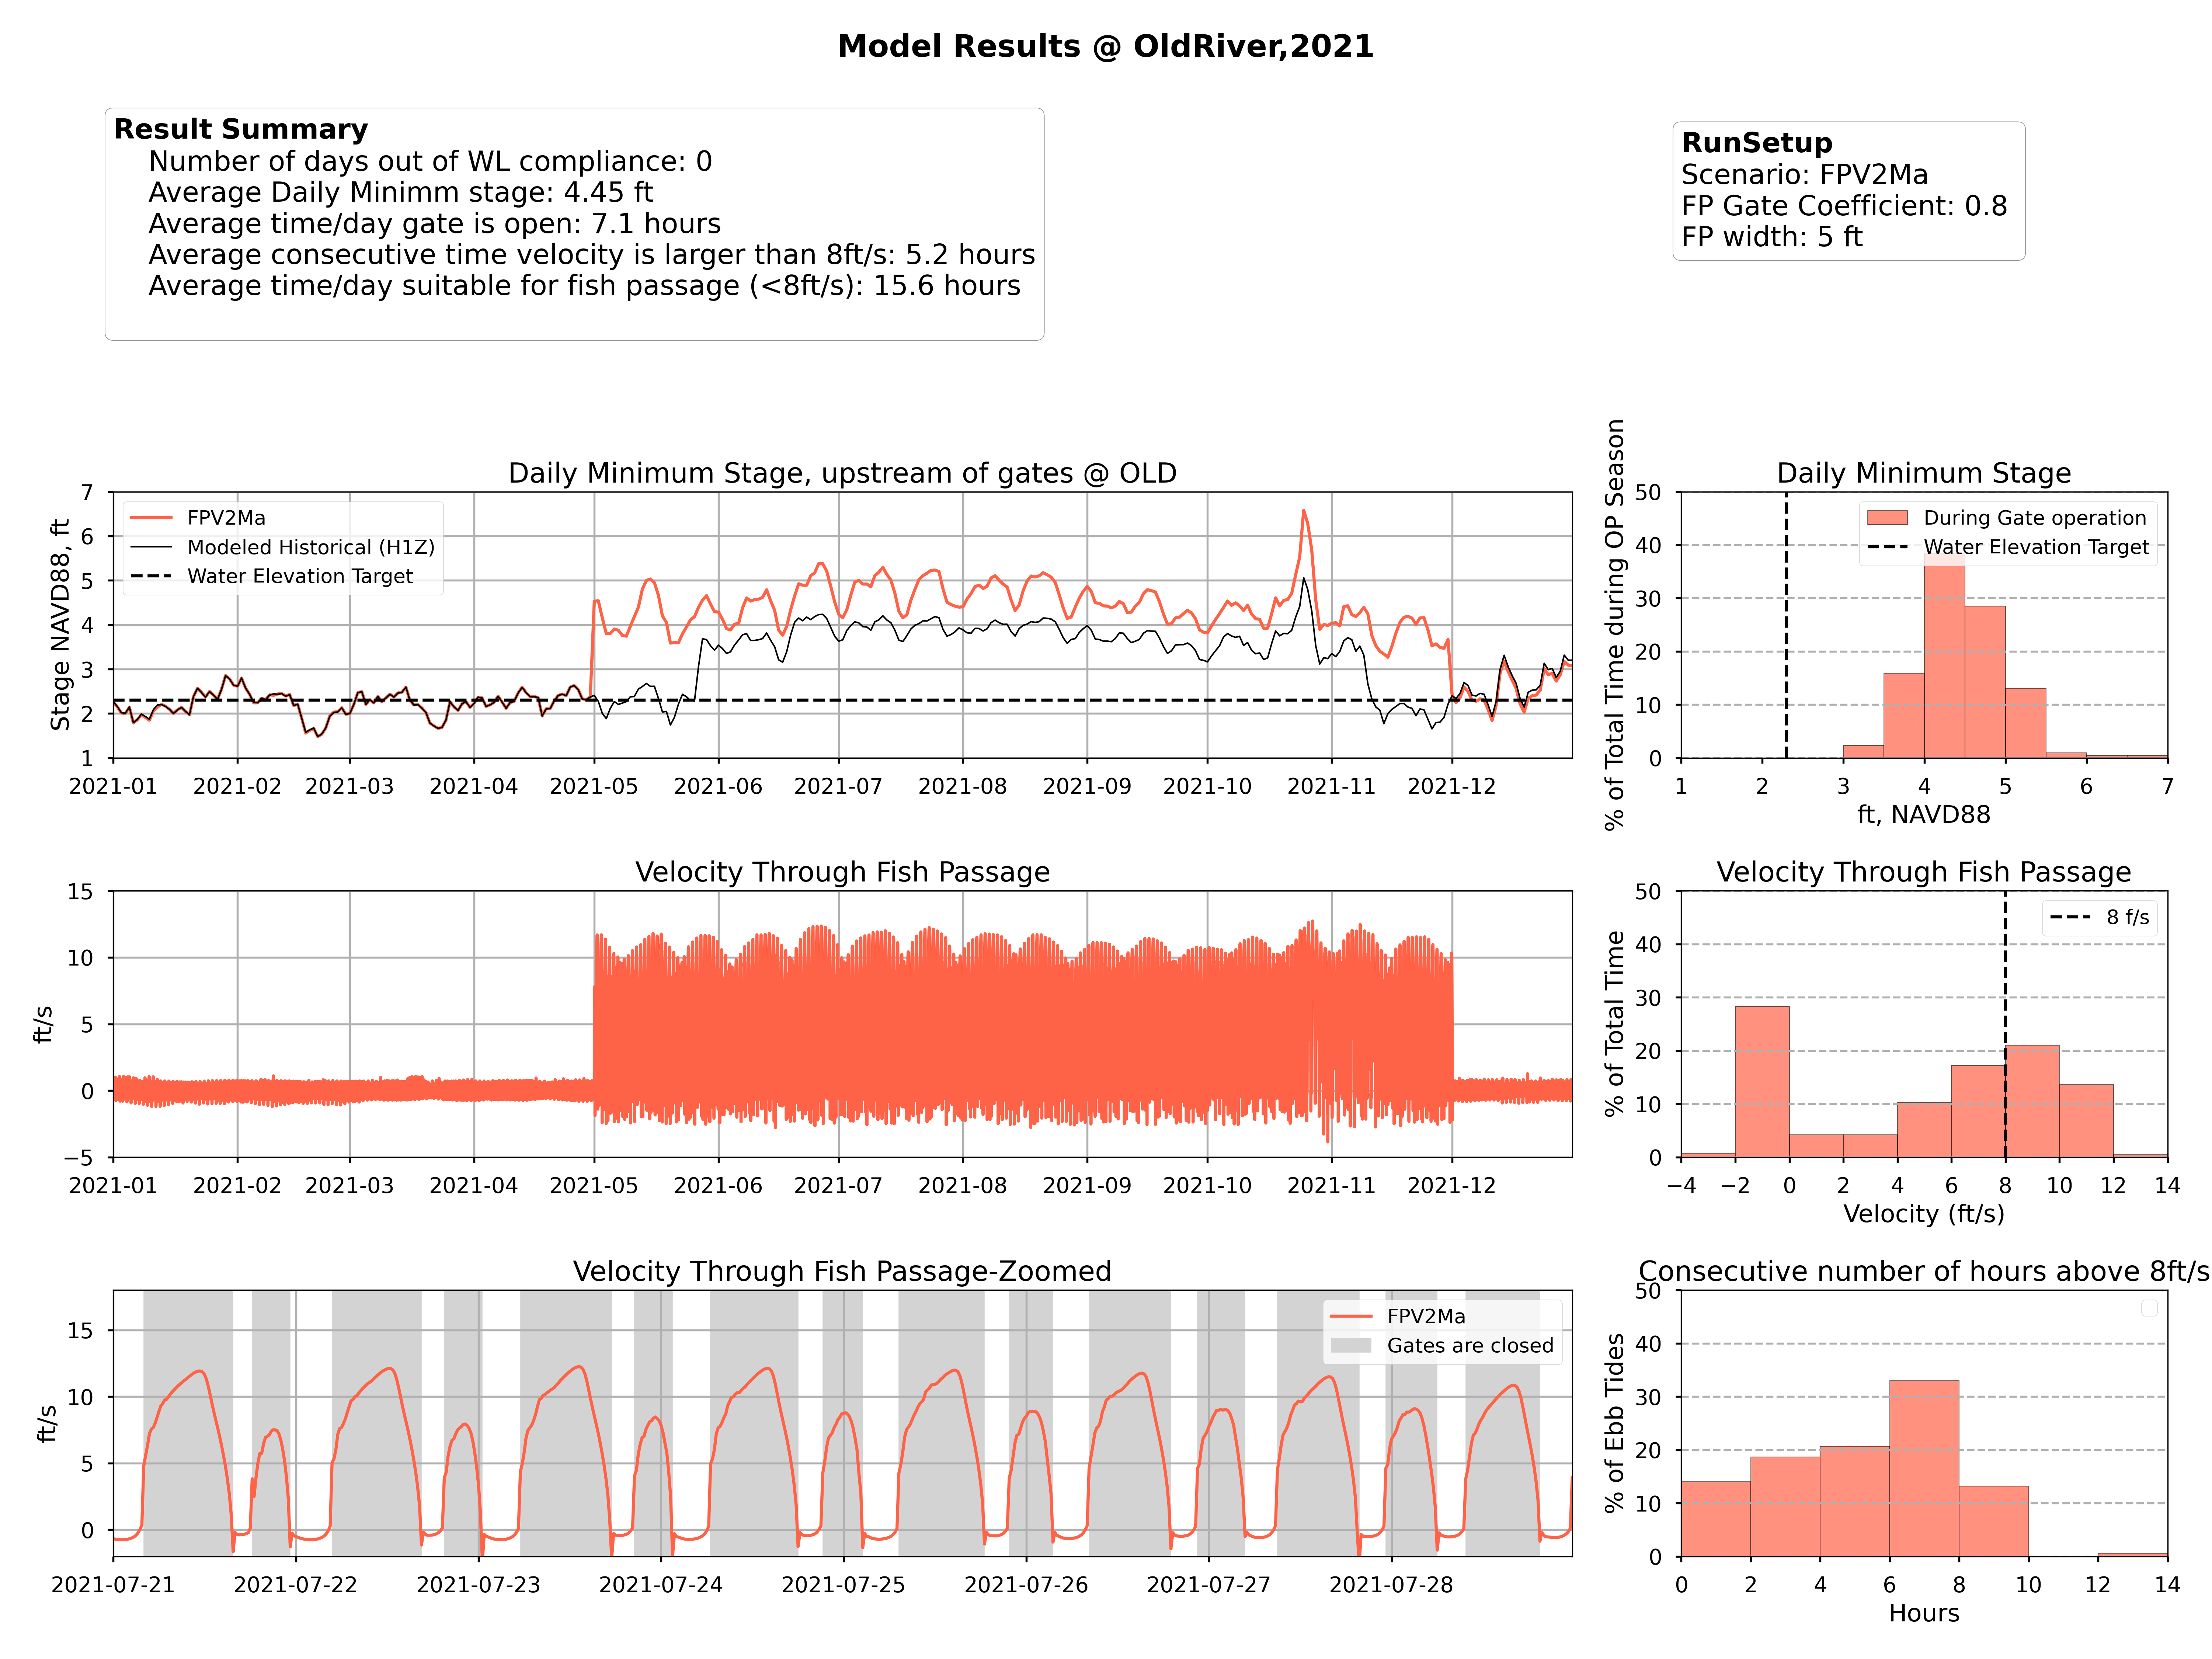 Model Results @ OldRiver,2021
Result Summary
Number of days out of WL compliance: 0
Average Daily Minimm stage: 4.45 ft
Average time/day gate is open: 7.1 hours
Average consecutive time velocity is larger than 8ft/s: 5.2 hours
Average time/day suitable for fish passage (<8ft/s): 15.6 hours
RunSetup
Scenario: FPV2Ma
FP Gate Coefficient: 0.8
FP width: 5 ft
Daily Minimum Stage, upstream of gates @ OLD
Stage NAVD88, ft
7
6
5
4
3
2
1
FPV2Ma
Modeled Historical (H1Z)
Water Elevation Target
2021-01 2021-02 2021-03 2021-04 2021-05 2021-06 2021-07 2021-08 2021-09 2021-10 2021-11 2021-12
Daily Minimum Stage
% of Total Time during OP Season
50
40
30
20
10
0
During Gate operation
Water Elevation Target
1 2 3 4 5 6 7
ft, NAVD88
Velocity Through Fish Passage
ft/s
15
10
5
0
−5
2021-01 2021-02 2021-03 2021-04 2021-05 2021-06 2021-07 2021-08 2021-09 2021-10 2021-11 2021-12
Velocity Through Fish Passage
% of Total Time
50
40
30
20
10
0
8 f/s
−4 −2 0 2 4 6 8 10 12 14
Velocity (ft/s)
Velocity Through Fish Passage-Zoomed
ft/s
15
10
5
0
FPV2Ma
Gates are closed
2021-07-21 2021-07-22 2021-07-23 2021-07-24 2021-07-25 2021-07-26 2021-07-27 2021-07-28
Consecutive number of hours above 8ft/s
% of Ebb Tides
50
40
30
20
10
0
0 2 4 6 8 10 12 14
Hours